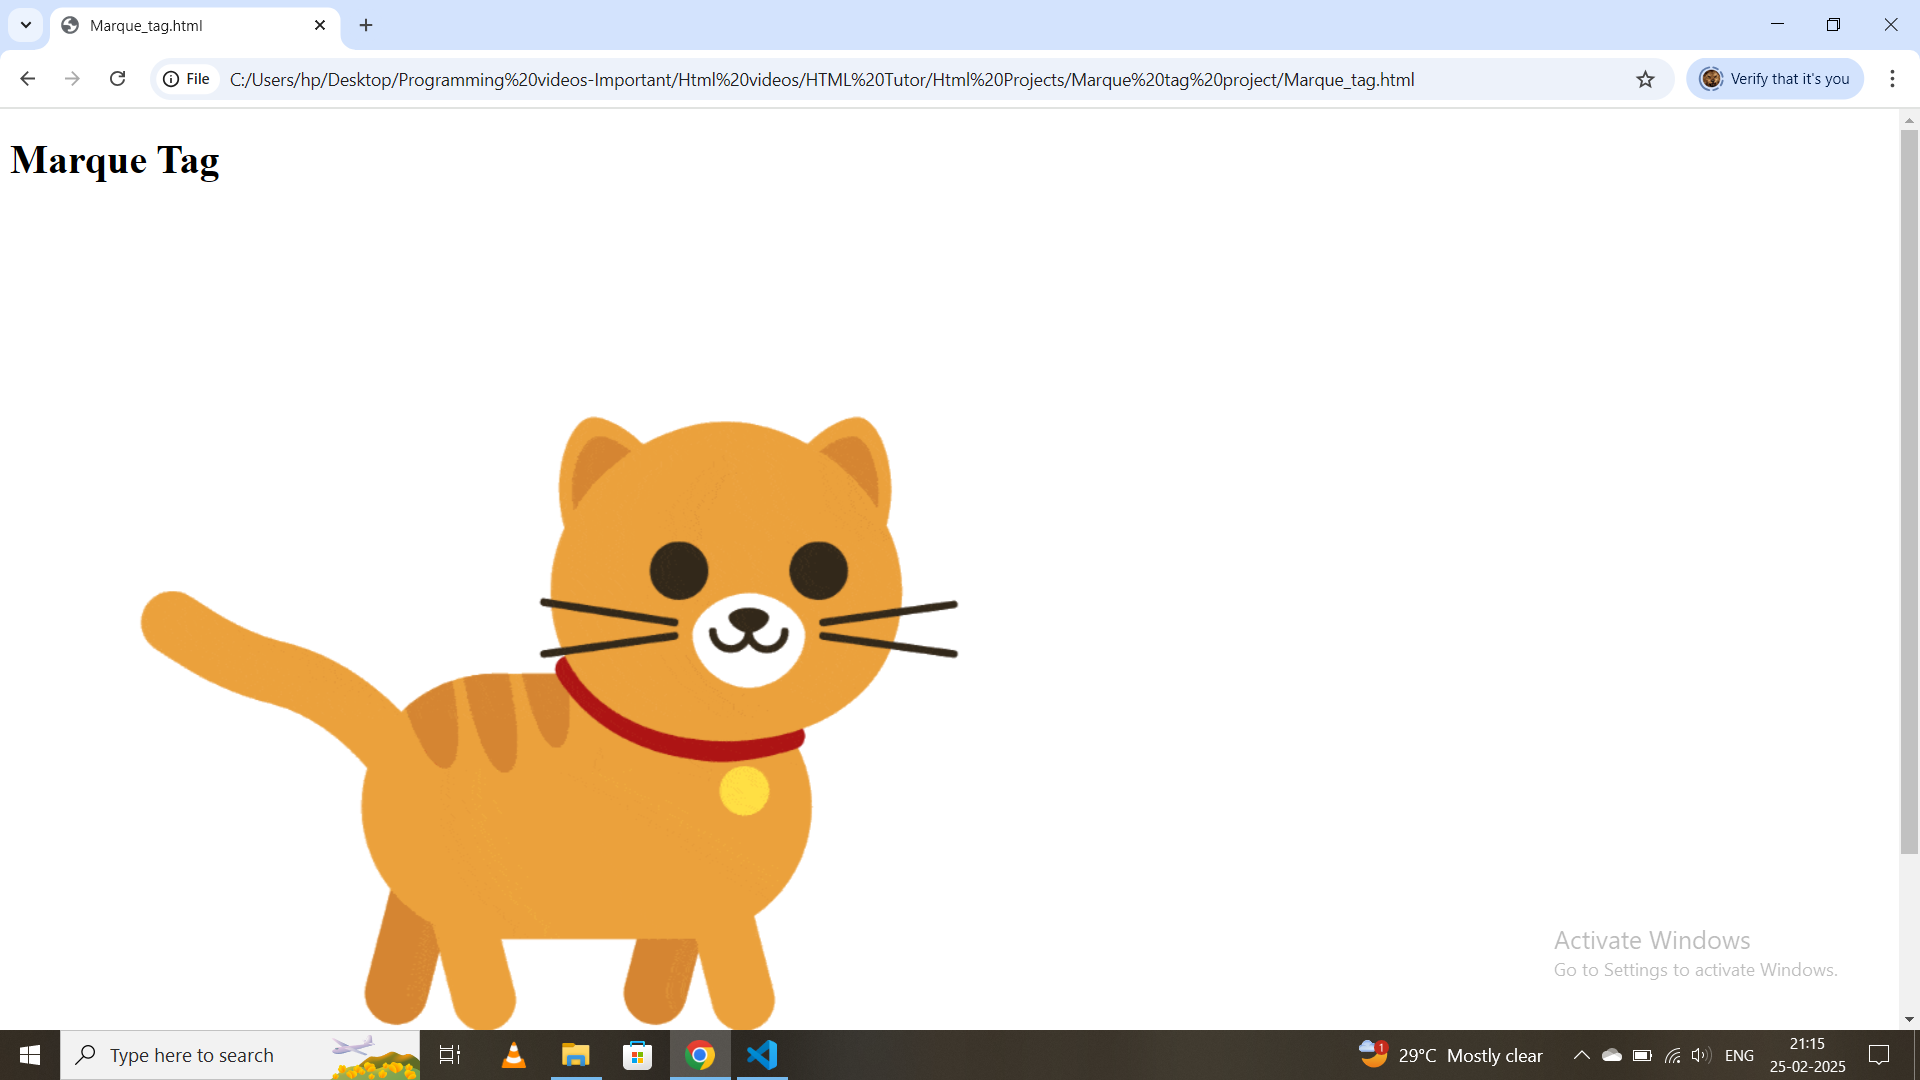 Marque_tag.html
File
C:/Users/hp/Desktop/Programming%20videos-Important/Html%20videos/HTML%20Tutor/Html%20Projects/Marque%20tag%20project/Marque_tag.html
Verify that it's you
Marque Tag
Activate Windows
Go to Settings to activate Windows.
Type here to search
1
29°C Mostly clear
ENG
21:15
25-02-2025